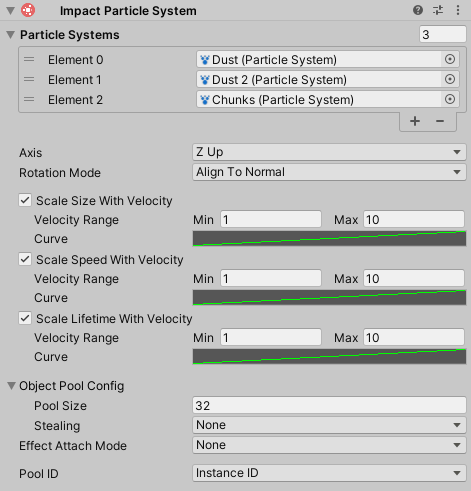 Impact Particle System
Particle Systems 3
Element 0 Dust (Particle System)
Element 1 Dust 2 (Particle System)
Element 2 Chunks (Particle System)
+ −
Axis Z Up
Rotation Mode Align To Normal
Scale Size With Velocity
Velocity Range Min 1 Max 10
Curve
Scale Speed With Velocity
Velocity Range Min 1 Max 10
Curve
Scale Lifetime With Velocity
Velocity Range Min 1 Max 10
Curve
Object Pool Config
Pool Size 32
Stealing None
Effect Attach Mode None
Pool ID Instance ID